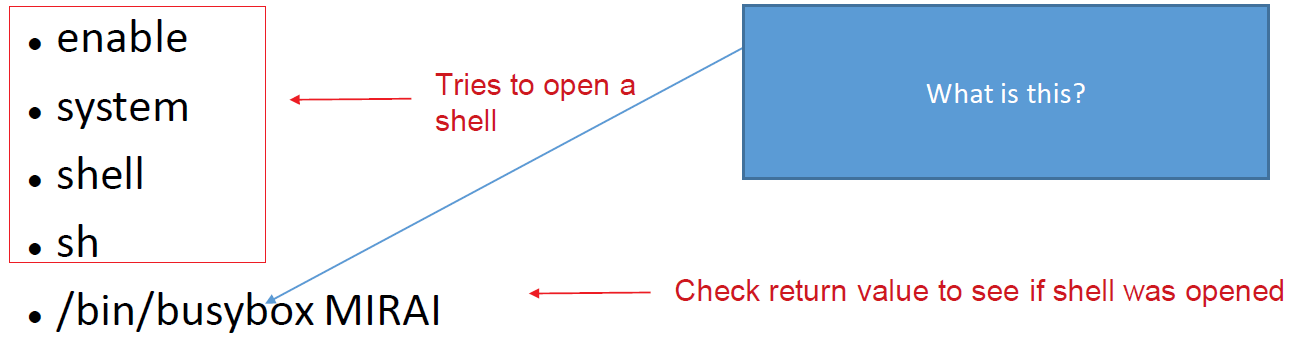 • enable
• system
• shell
• sh
• /bin/busybox MIRAI
Tries to open a
shell
What is this?
Check return value to see if shell was opened